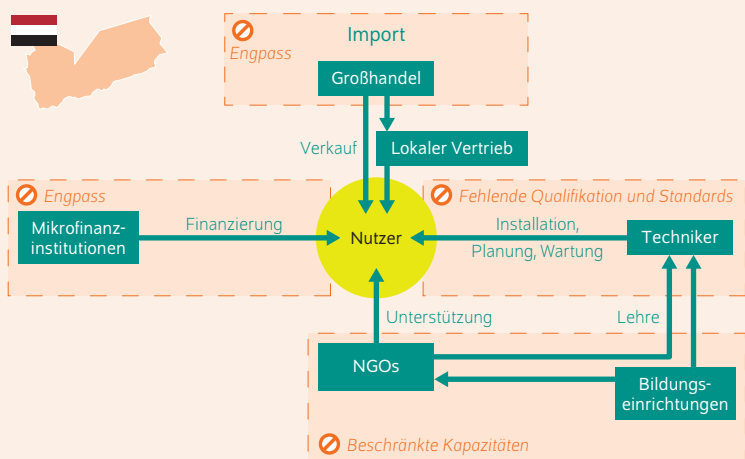 Engpass
Import
Großhandel
Verkauf
Lokaler Vertrieb
Engpass
Fehlende Qualifikation und Standards
Mikrofinanz-
institutionen
Finanzierung
Nutzer
Installation,
Planung, Wartung
Techniker
Unterstützung
Lehre
NGOs
Bildungs-
einrichtungen
Beschränkte Kapazitäten